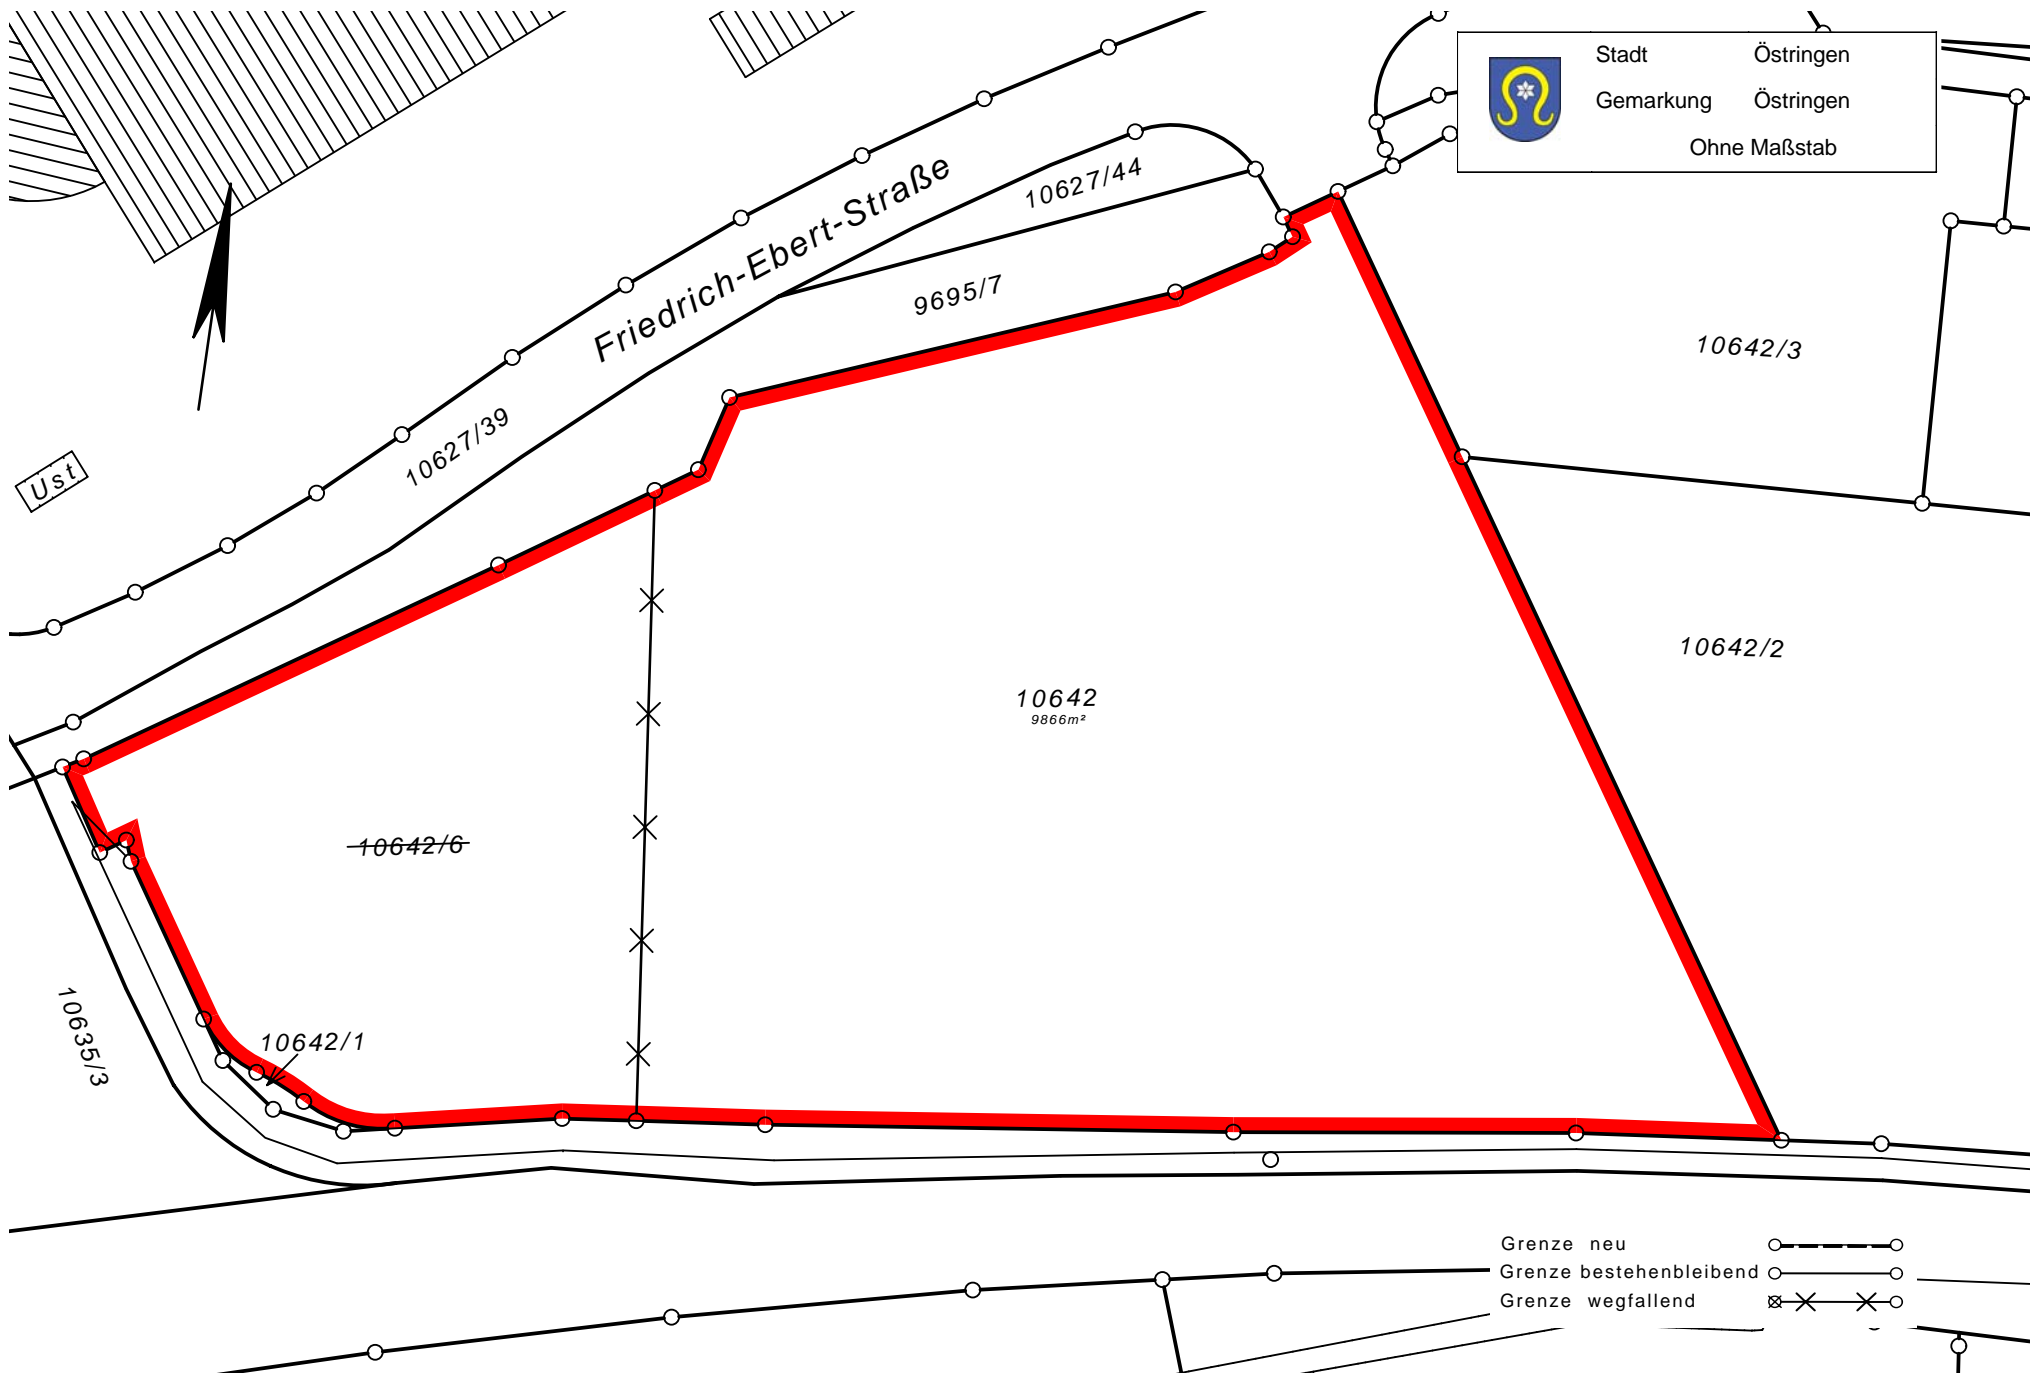 Stadt Östringen
Gemarkung Östringen
Ohne Maßstab
Friedrich-Ebert-Straße
10627/44
9695/7
10642/3
10627/39
Ust
10642/2
10642
9866m²
10642/6
10635/3
10642/1
Grenze neu
Grenze bestehenbleibend
Grenze wegfallend